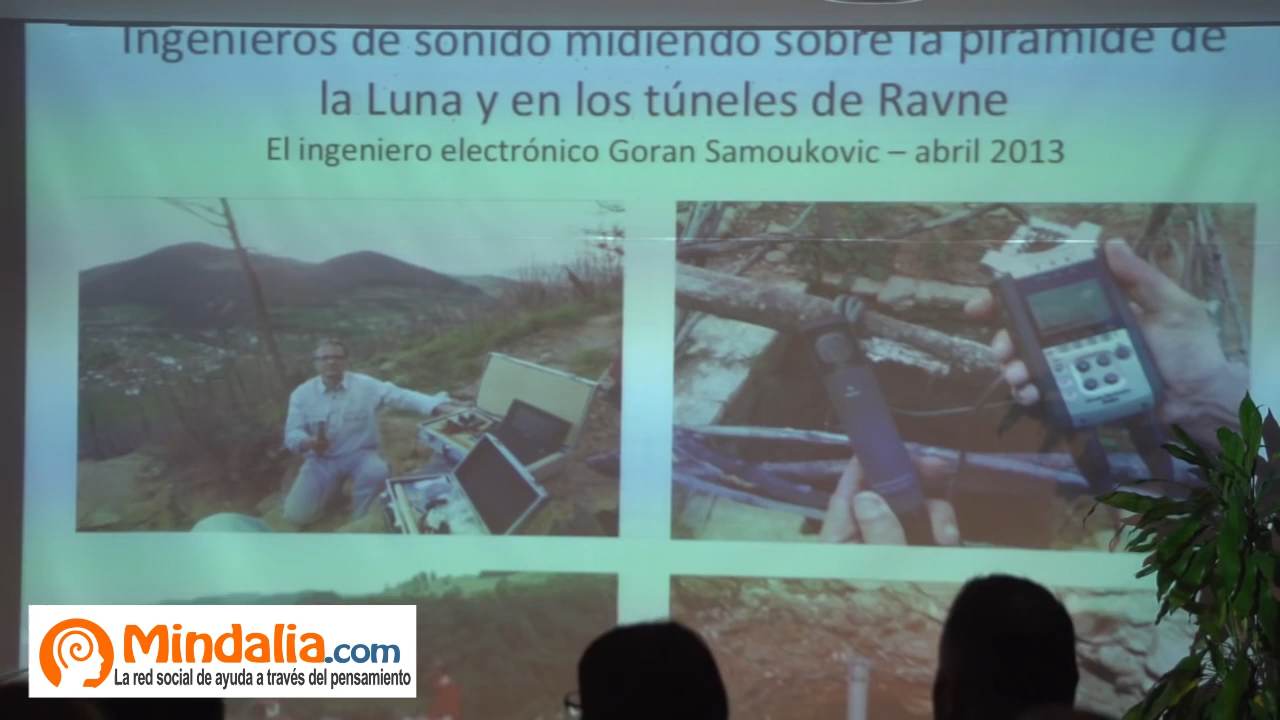 Ingenieros de sonido midiendo sobre la pirámide de
la Luna y en los túneles de Ravne
El ingeniero electrónico Goran Samoukovic – abril 2013
Mindalia.com
La red social de ayuda a través del pensamiento